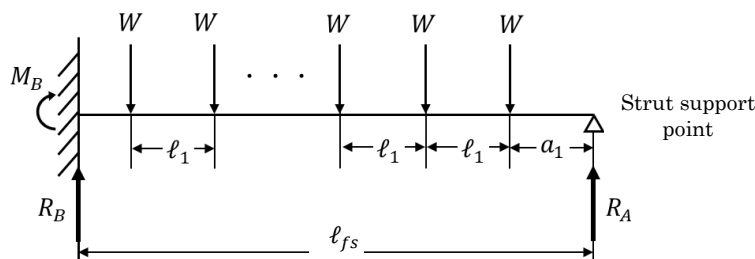 W W W W W
. . .
M_B
Strut support
point
ℓ_1 ℓ_1 ℓ_1 a_1
R_B R_A
ℓ_fs